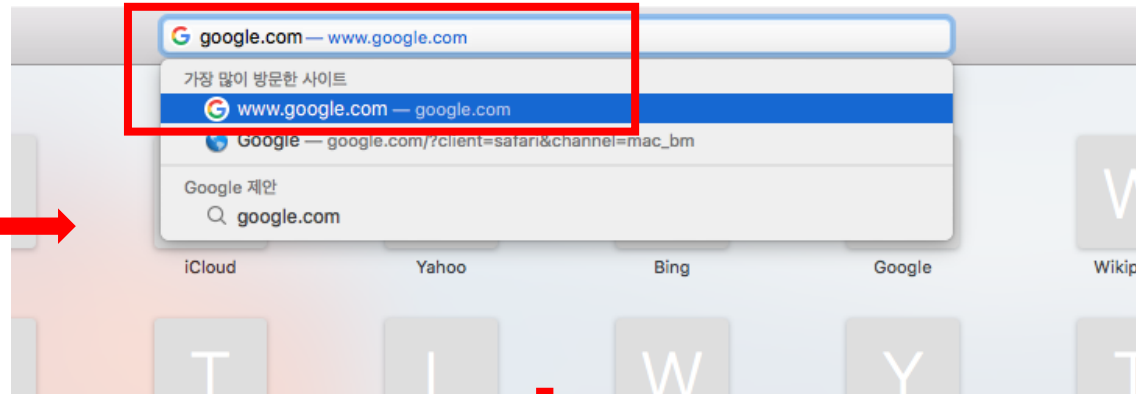 google.com — www.google.com
가장 많이 방문한 사이트
www.google.com — google.com
Google — google.com/?client=safari&channel=mac_bm
Google 제안
google.com
W
iCloud Yahoo Bing Google Wikip
T W Y T